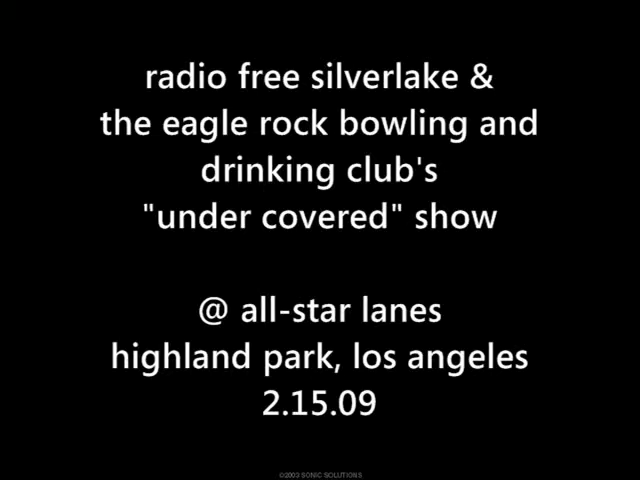 radio free silverlake &
the eagle rock bowling and
drinking club's
"under covered" show
@ all-star lanes
highland park, los angeles
2.15.09
©2003 SONIC SOLUTIONS